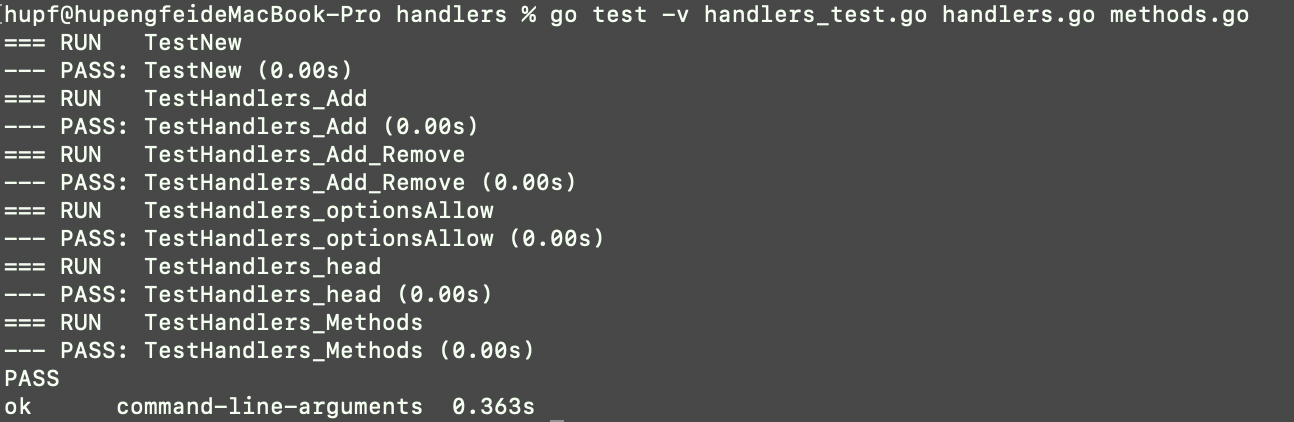 hupf@hupengfeideMacBook-Pro handlers % go test -v handlers_test.go handlers.go methods.go
=== RUN   TestNew
--- PASS: TestNew (0.00s)
=== RUN   TestHandlers_Add
--- PASS: TestHandlers_Add (0.00s)
=== RUN   TestHandlers_Add_Remove
--- PASS: TestHandlers_Add_Remove (0.00s)
=== RUN   TestHandlers_optionsAllow
--- PASS: TestHandlers_optionsAllow (0.00s)
=== RUN   TestHandlers_head
--- PASS: TestHandlers_head (0.00s)
=== RUN   TestHandlers_Methods
--- PASS: TestHandlers_Methods (0.00s)
PASS
ok      command-line-arguments  0.363s